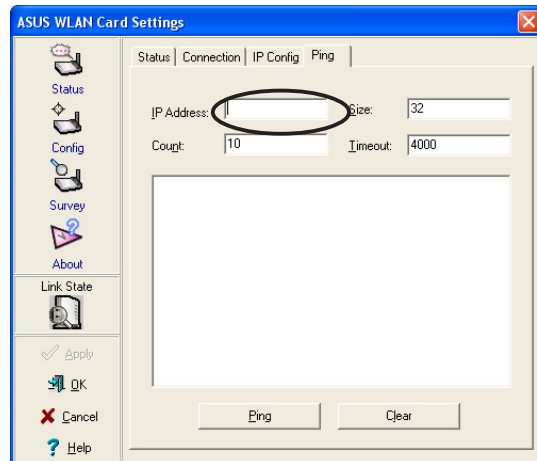 ASUS WLAN Card Settings
Status
Config
Survey
About
Link State
Apply
OK
Cancel
Help
Status Connection IP Config Ping
IP Address: Size: 32
Count: 10 Timeout: 4000
Ping Clear